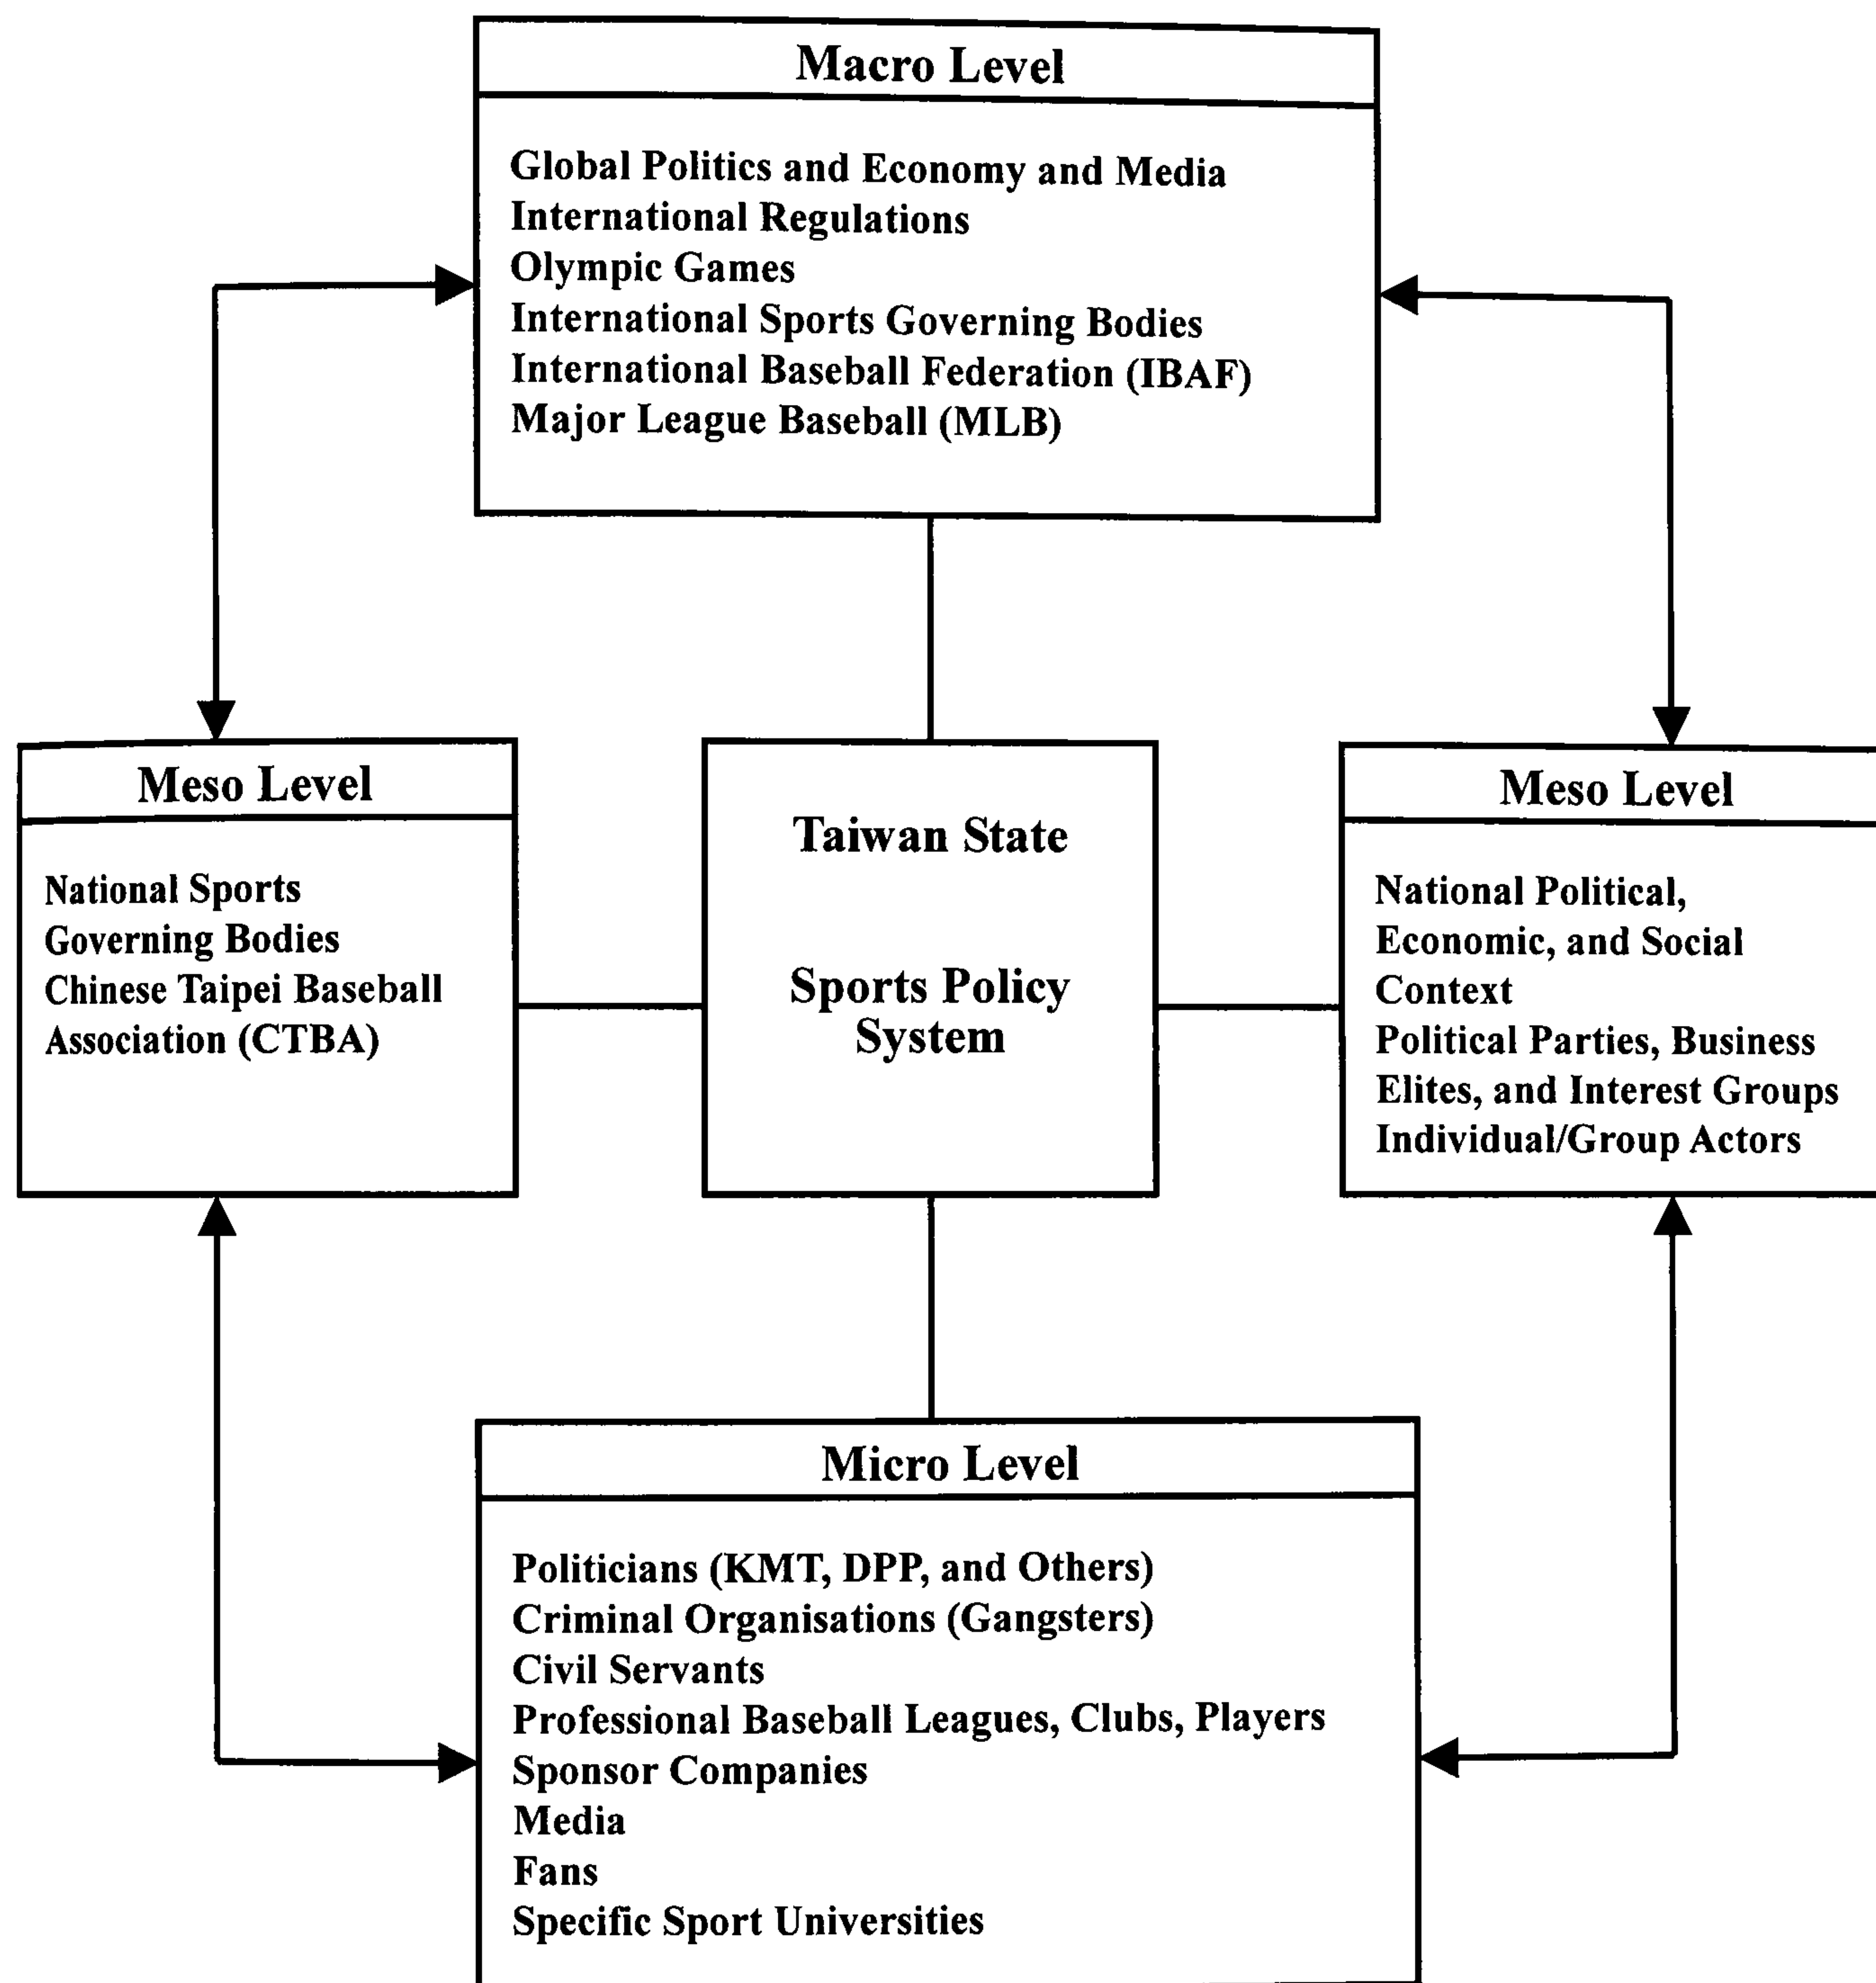 Macro Level
Global Politics and Economy and Media
International Regulations
Olympic Games
International Sports Governing Bodies
International Baseball Federation (IBAF)
Major League Baseball (MLB)
Meso Level
National Sports
Governing Bodies
Chinese Taipei Baseball
Association (CTBA)
Taiwan State
Sports Policy
System
Meso Level
National Political,
Economic, and Social
Context
Political Parties, Business
Elites, and Interest Groups
Individual/Group Actors
Micro Level
Politicians (KMT, DPP, and Others)
Criminal Organisations (Gangsters)
Civil Servants
Professional Baseball Leagues, Clubs, Players
Sponsor Companies
Media
Fans
Specific Sport Universities